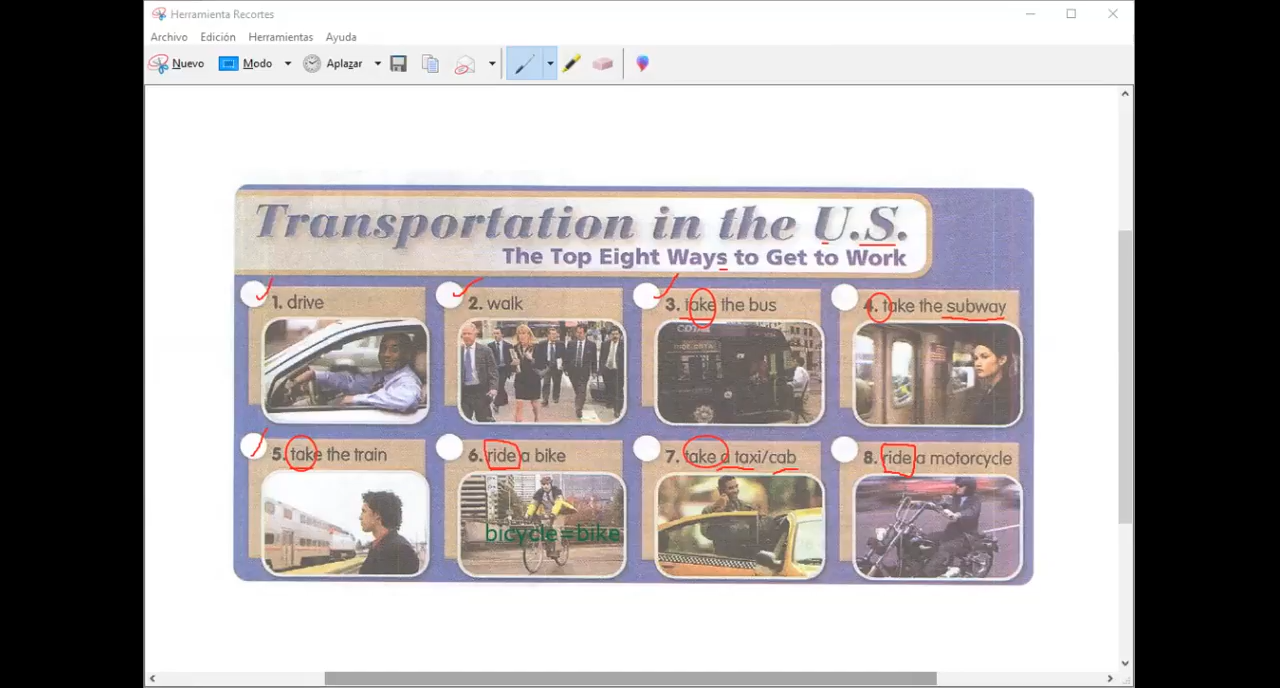 Herramienta Recortes
Archivo Edición Herramientas Ayuda
Nuevo Modo Aplazar
Transportation in the U.S.
The Top Eight Ways to Get to Work
1. drive
2. walk
3. take the bus
4. take the subway
5. take the train
6. ride a bike
7. take a taxi/cab
8. ride a motorcycle
bicycle=bike